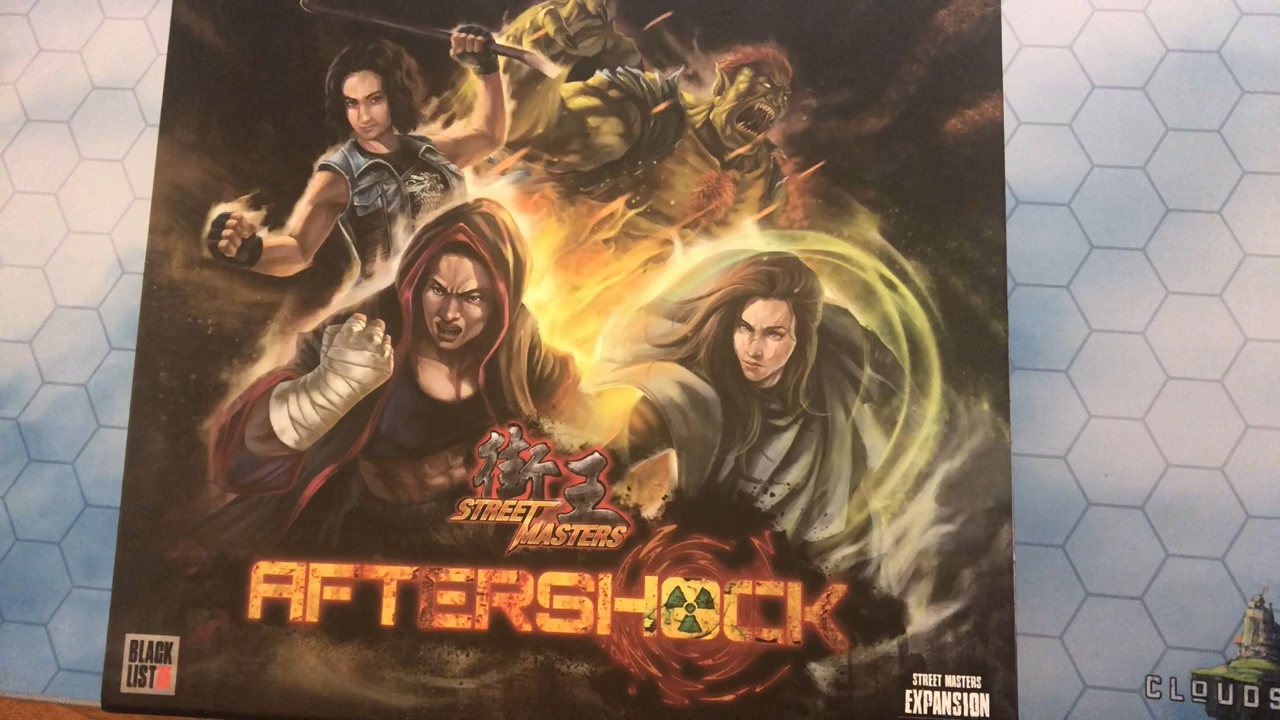 街王
STREET
MASTERS
AFTERSHOCK
BLACK
LIST
STREET MASTERS
EXPANSION
CLOUDS